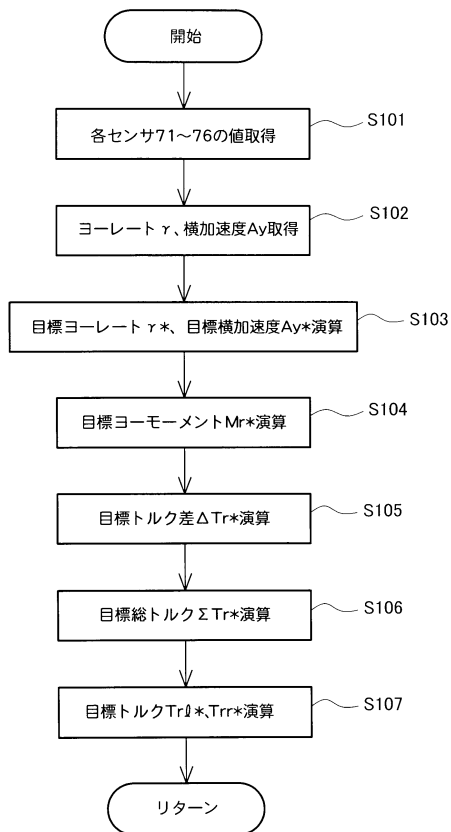 開始
各センサ71〜76の値取得
S101
ヨーレートγ、横加速度Ay取得
S102
目標ヨーレートγ*、目標横加速度Ay*演算
S103
目標ヨーモーメントMr*演算
S104
目標トルク差ΔTr*演算
S105
目標総トルクΣTr*演算
S106
目標トルクTrℓ*、Trr*演算
S107
リターン